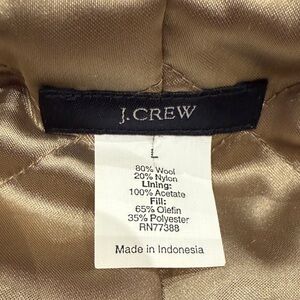 J.CREW
L
80% Wool
20% Nylon
Lining:
100% Acetate
Fill:
65% Olefin
35% Polyester
RN77388
Made in Indonesia